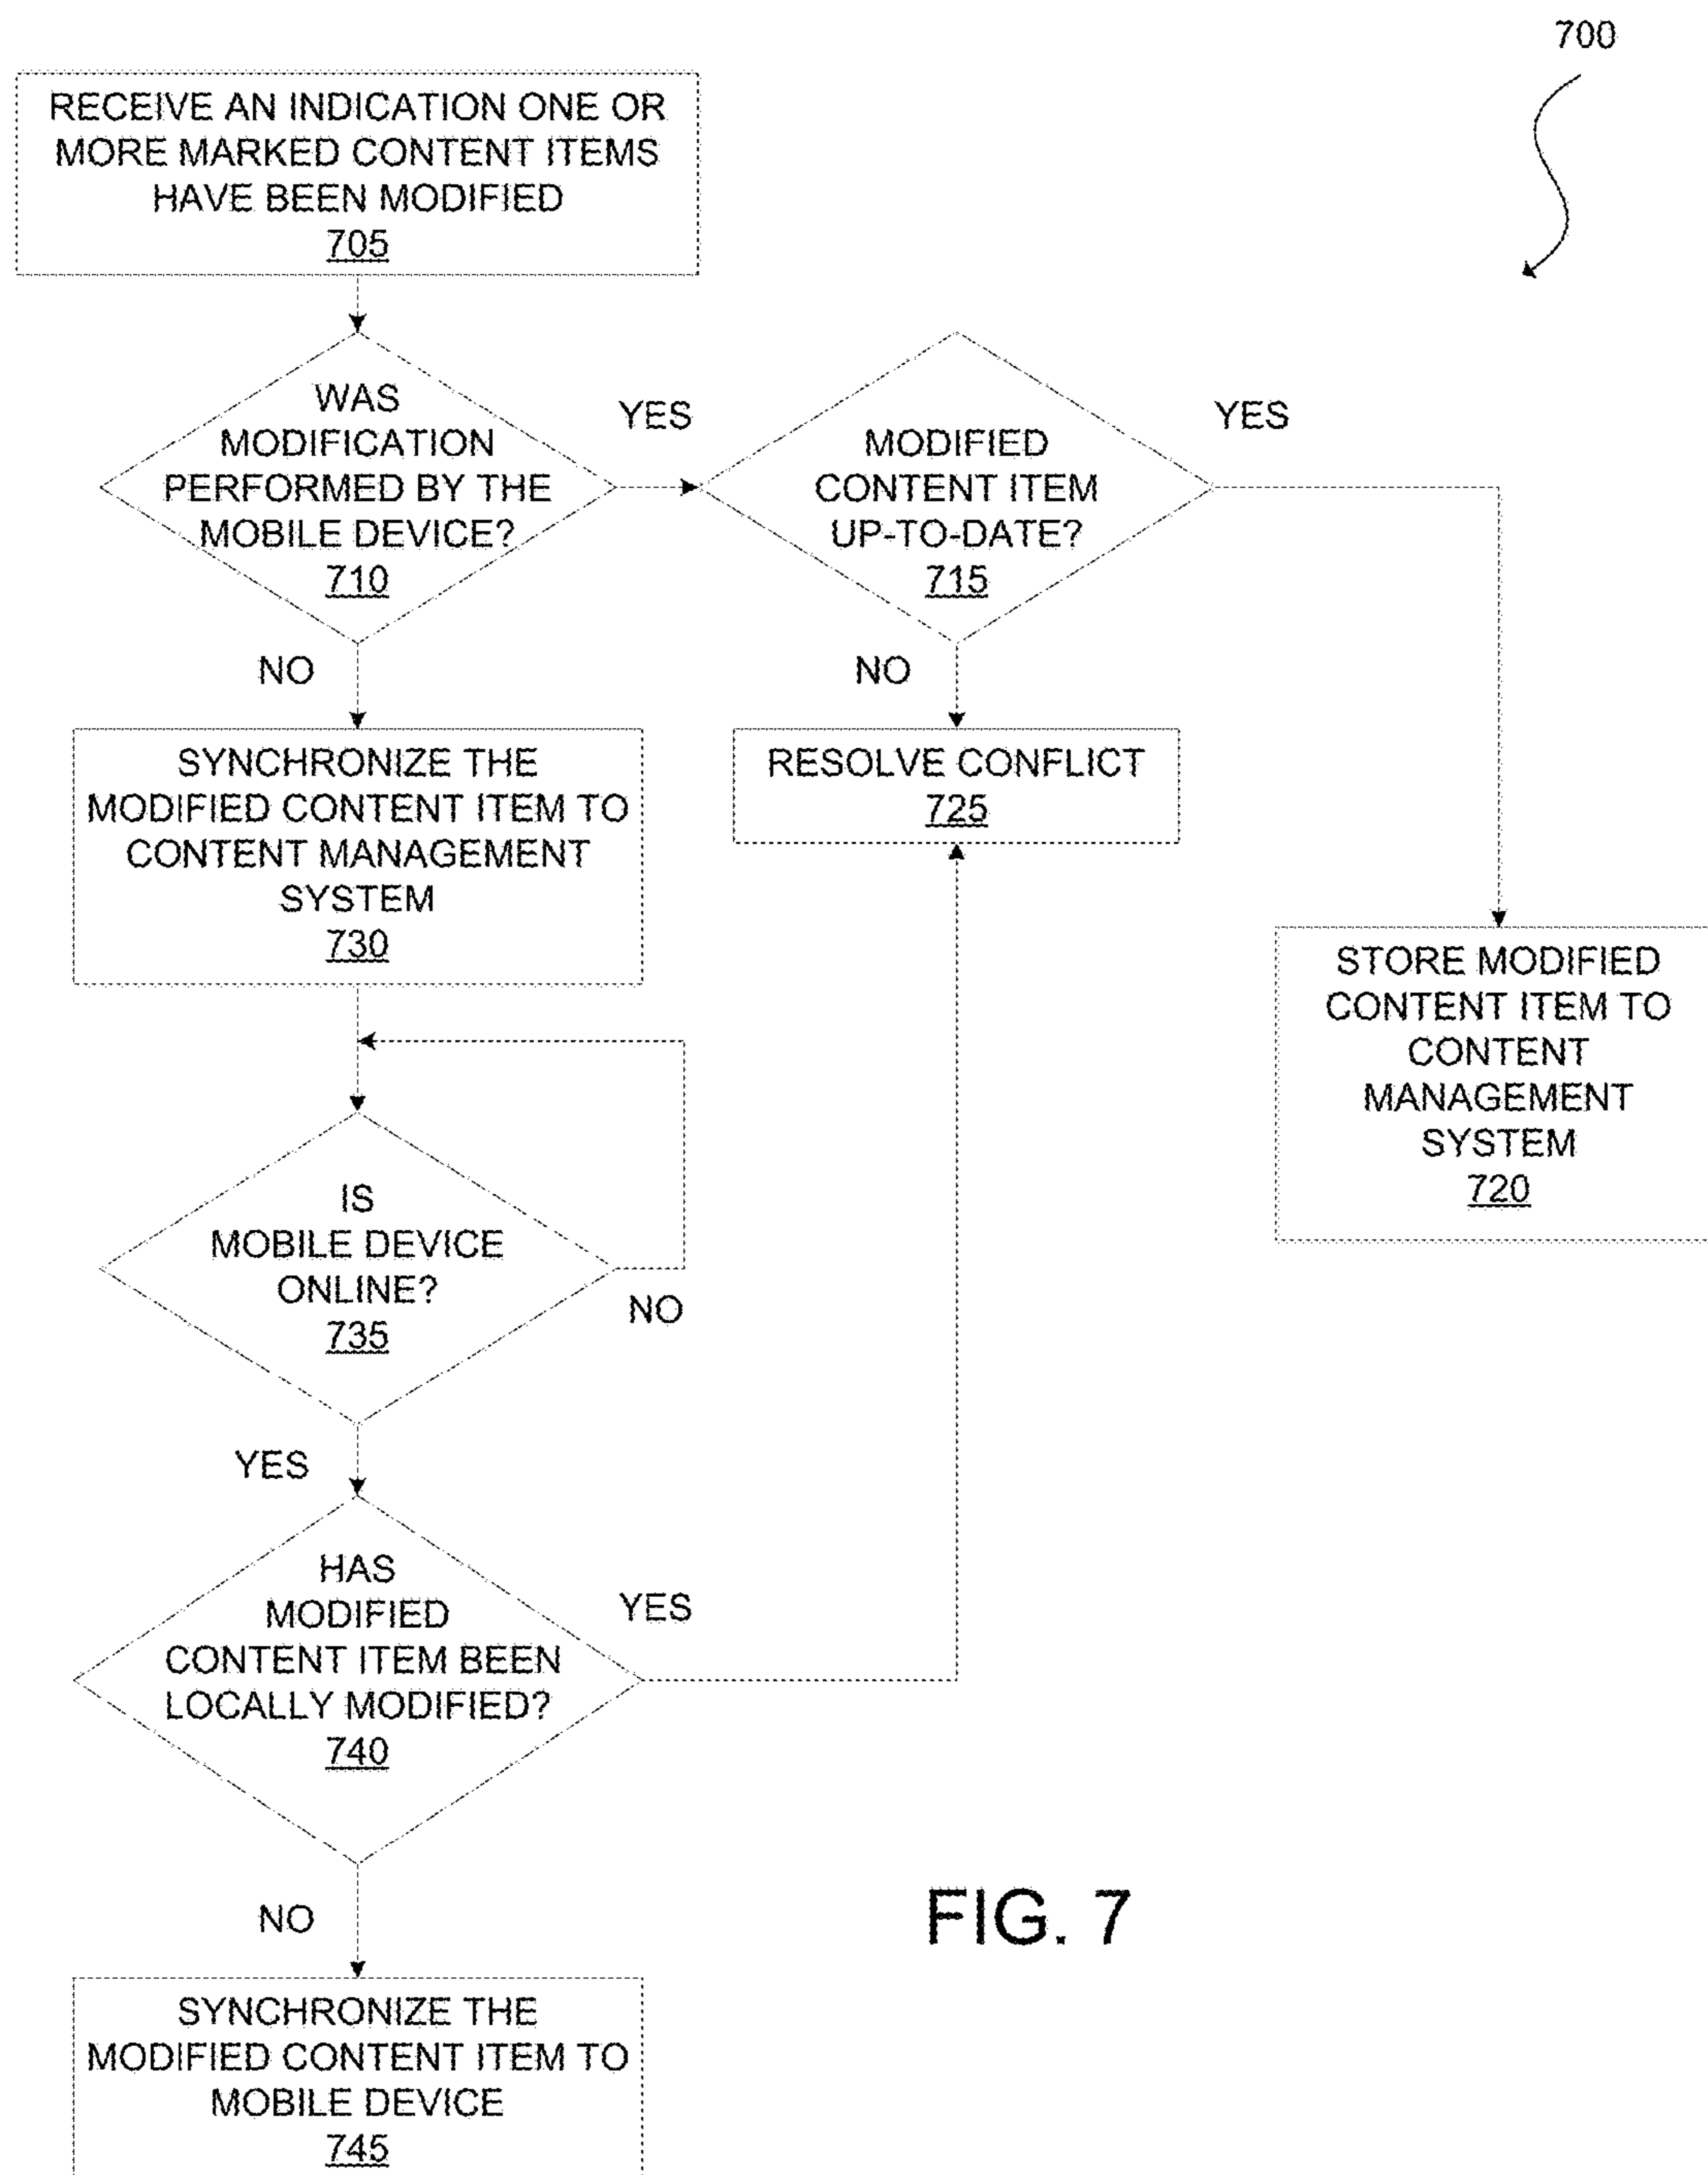 700
RECEIVE AN INDICATION ONE OR
MORE MARKED CONTENT ITEMS
HAVE BEEN MODIFIED
705
WAS
MODIFICATION
PERFORMED BY THE
MOBILE DEVICE?
710
YES
MODIFIED
CONTENT ITEM
UP-TO-DATE?
715
YES
NO
NO
SYNCHRONIZE THE
MODIFIED CONTENT ITEM TO
CONTENT MANAGEMENT
SYSTEM
730
RESOLVE CONFLICT
725
STORE MODIFIED
CONTENT ITEM TO
CONTENT
MANAGEMENT
SYSTEM
720
IS
MOBILE DEVICE
ONLINE?
735
NO
YES
HAS
MODIFIED
CONTENT ITEM BEEN
LOCALLY MODIFIED?
740
YES
NO
SYNCHRONIZE THE
MODIFIED CONTENT ITEM TO
MOBILE DEVICE
745
FIG. 7